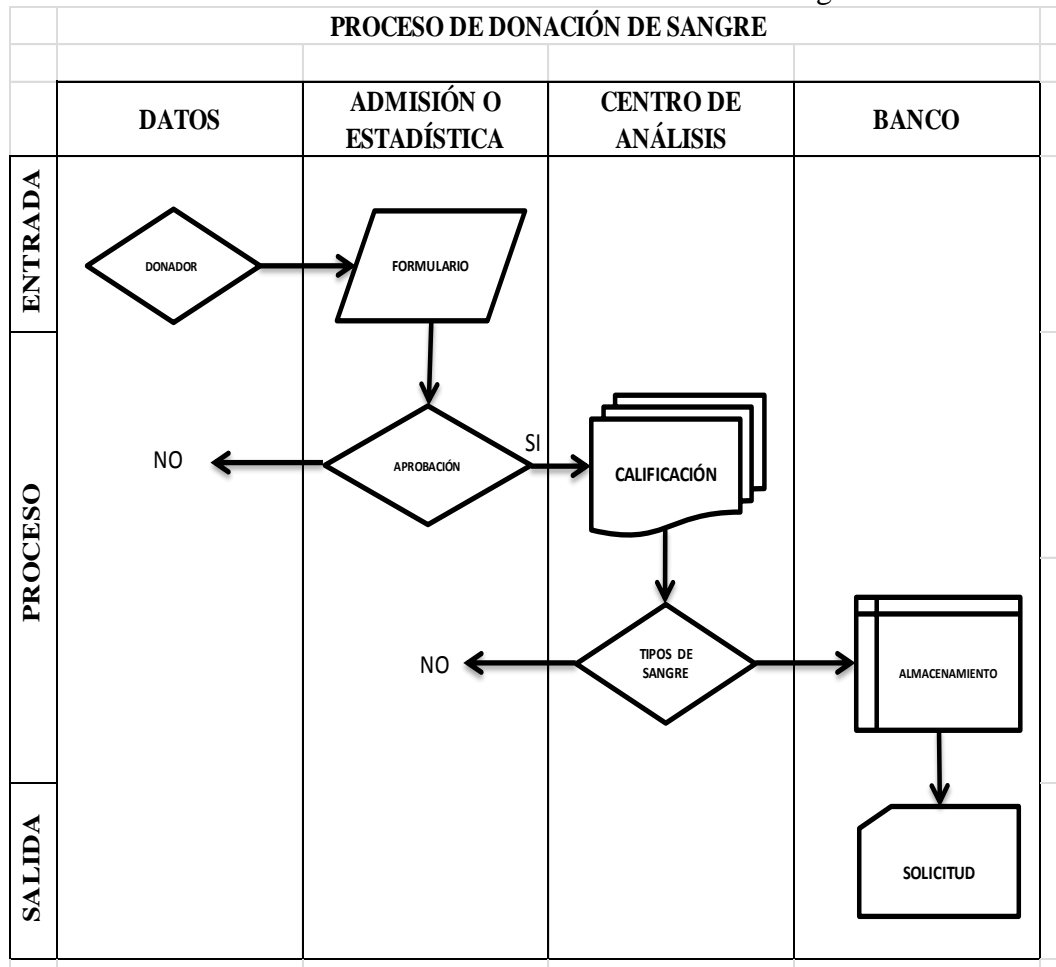 PROCESO DE DONACIÓN DE SANGRE
DATOS
ADMISIÓN O
ESTADÍSTICA
CENTRO DE
ANÁLISIS
BANCO
ENTRADA
DONADOR
FORMULARIO
PROCESO
NO
APROBACIÓN
SI
CALIFICACIÓN
NO
TIPOS DE
SANGRE
ALMACENAMIENTO
SALIDA
SOLICITUD